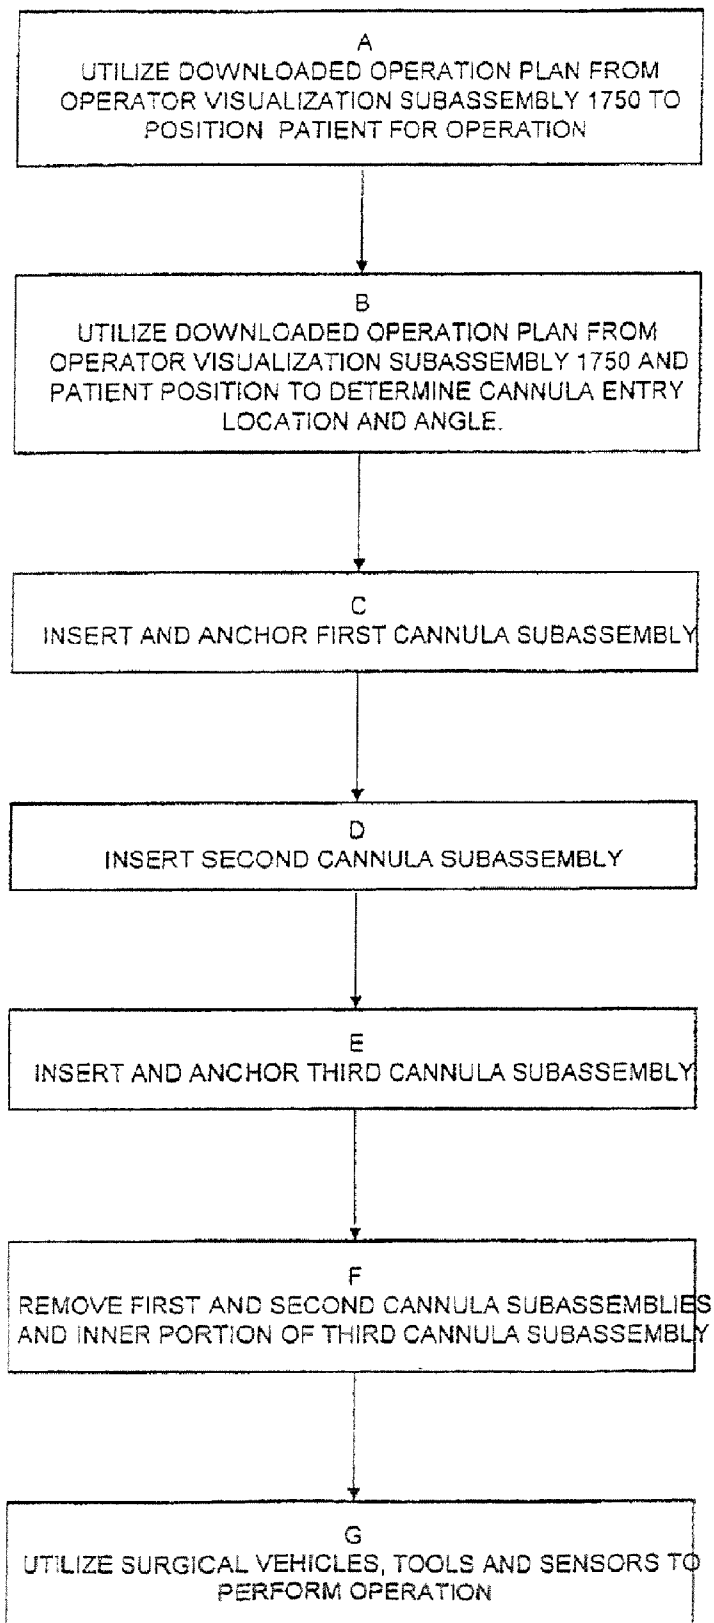 A
UTILIZE DOWNLOADED OPERATION PLAN FROM
OPERATOR VISUALIZATION SUBASSEMBLY 1750 TO
POSITION PATIENT FOR OPERATION
B
UTILIZE DOWNLOADED OPERATION PLAN FROM
OPERATOR VISUALIZATION SUBASSEMBLY 1750 AND
PATIENT POSITION TO DETERMINE CANNULA ENTRY
LOCATION AND ANGLE.
C
INSERT AND ANCHOR FIRST CANNULA SUBASSEMBLY
D
INSERT SECOND CANNULA SUBASSEMBLY
E
INSERT AND ANCHOR THIRD CANNULA SUBASSEMBLY
F
REMOVE FIRST AND SECOND CANNULA SUBASSEMBLIES
AND INNER PORTION OF THIRD CANNULA SUBASSEMBLY
G
UTILIZE SURGICAL VEHICLES, TOOLS AND SENSORS TO
PERFORM OPERATION